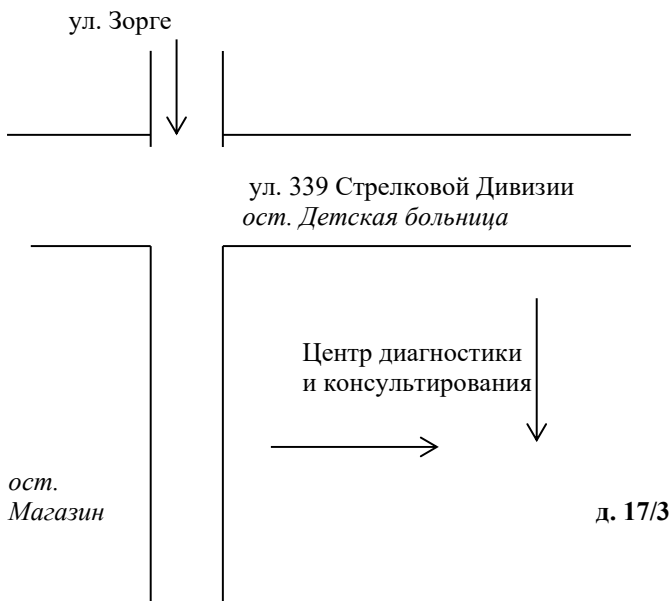 ул. Зорге
ул. 339 Стрелковой Дивизии
ост. Детская больница
Центр диагностики
и консультирования
ост.
Магазин
д. 17/3